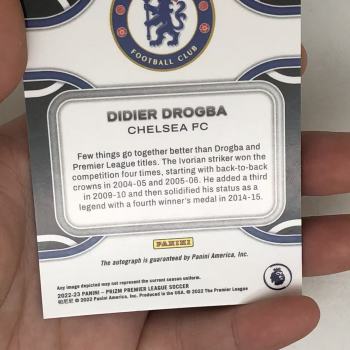 FOOTBALL CLUB
DIDIER DROGBA
CHELSEA FC
Few things go together better than Drogba and
Premier League titles. The Ivorian striker won the
competition four times, starting with back-to-back
crowns in 2004-05 and 2005-06. He added a third
in 2009-10 and then solidified his status as a
legend with a fourth winner's medal in 2014-15.
PANINI
The autograph is guaranteed by Panini America, Inc.
Any image depicted may not represent the current season uniform.
2022-23 PANINI – PRIZM PREMIER LEAGUE SOCCER
帕尼尼 © 2022 Panini America, Inc. Produced in the USA. © 2022 The Premier League